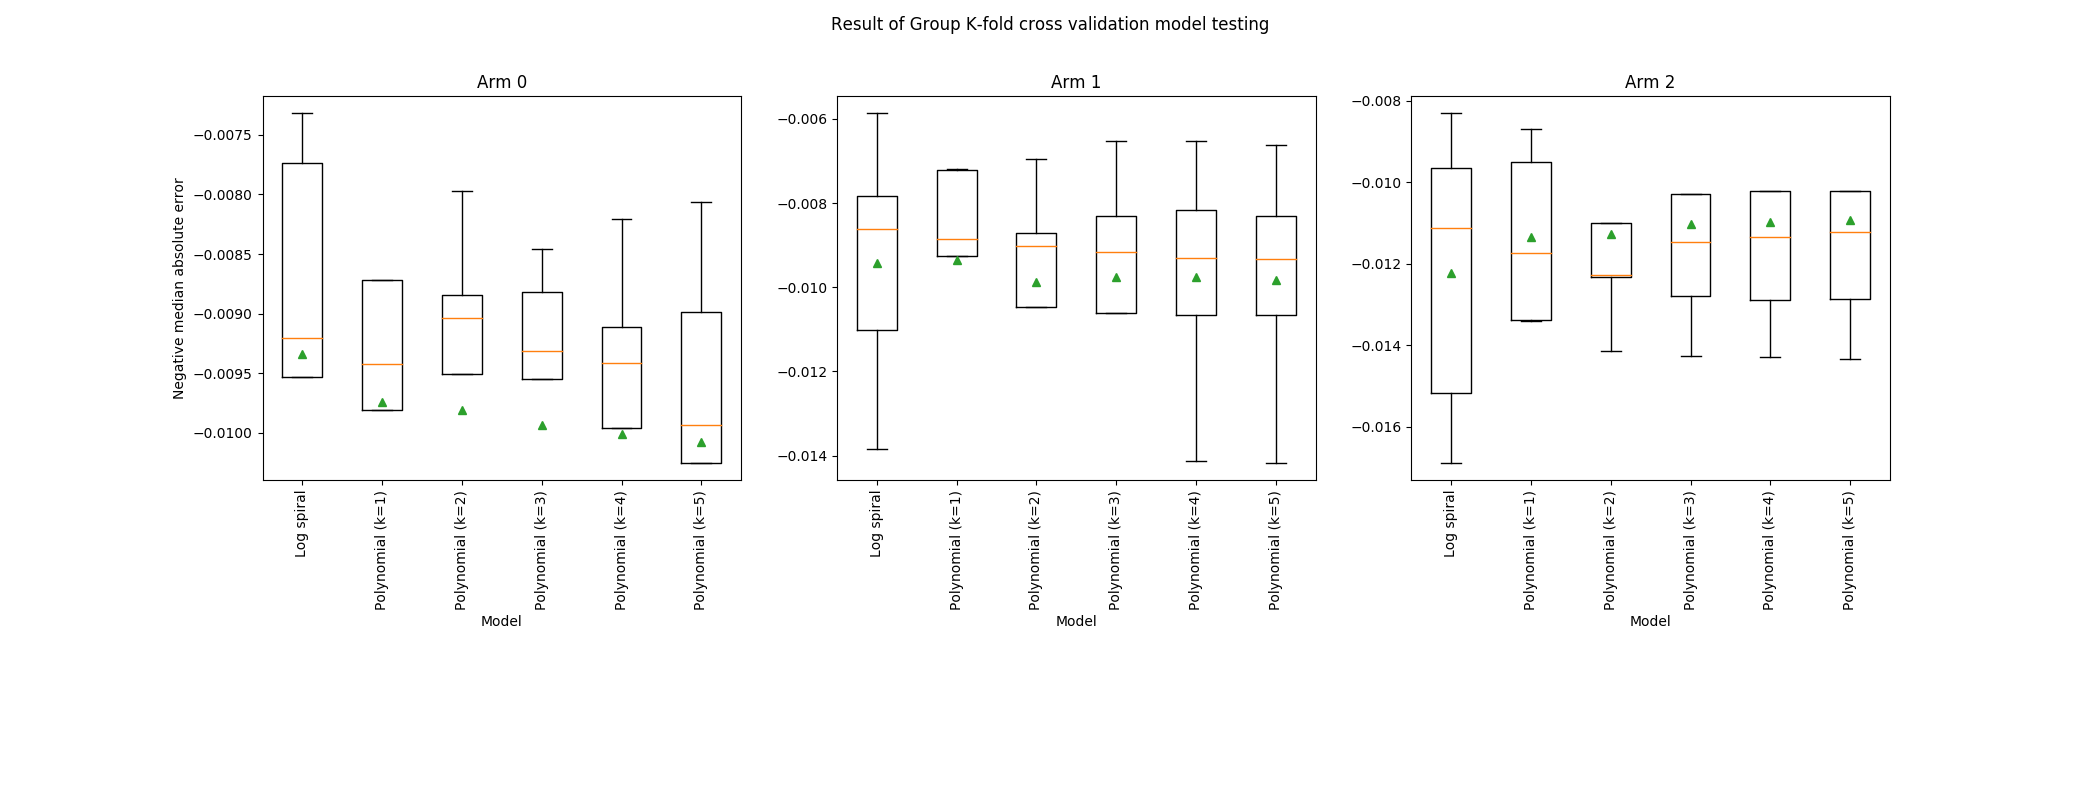 Result of Group K-fold cross validation model testing
Arm 0
Negative median absolute error
−0.0075
−0.0080
−0.0085
−0.0090
−0.0095
−0.0100
Log spiral
Polynomial (k=1)
Polynomial (k=2)
Polynomial (k=3)
Polynomial (k=4)
Polynomial (k=5)
Model
Arm 1
−0.006
−0.008
−0.010
−0.012
−0.014
Log spiral
Polynomial (k=1)
Polynomial (k=2)
Polynomial (k=3)
Polynomial (k=4)
Polynomial (k=5)
Model
Arm 2
−0.008
−0.010
−0.012
−0.014
−0.016
Log spiral
Polynomial (k=1)
Polynomial (k=2)
Polynomial (k=3)
Polynomial (k=4)
Polynomial (k=5)
Model